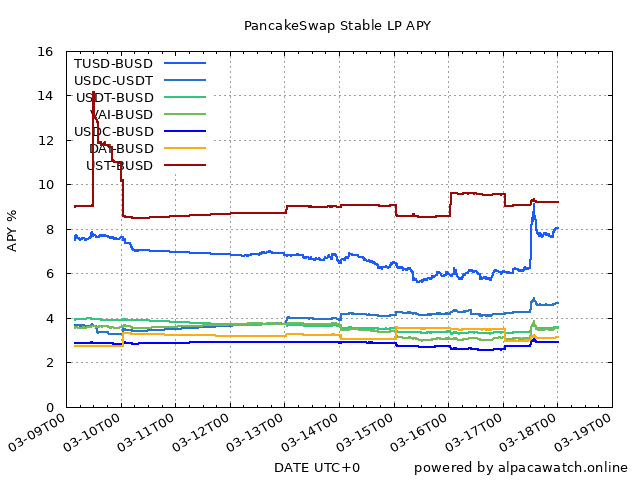 PancakeSwap Stable LP APY
16
14
12
10
8
6
4
2
0
APY %
TUSD-BUSD
USDC-USDT
USDT-BUSD
VAI-BUSD
USDC-BUSD
DAI-BUSD
UST-BUSD
03-09T00
03-10T00
03-11T00
03-12T00
03-13T00
03-14T00
03-15T00
03-16T00
03-17T00
03-18T00
03-19T00
DATE UTC+0
powered by alpacawatch.online